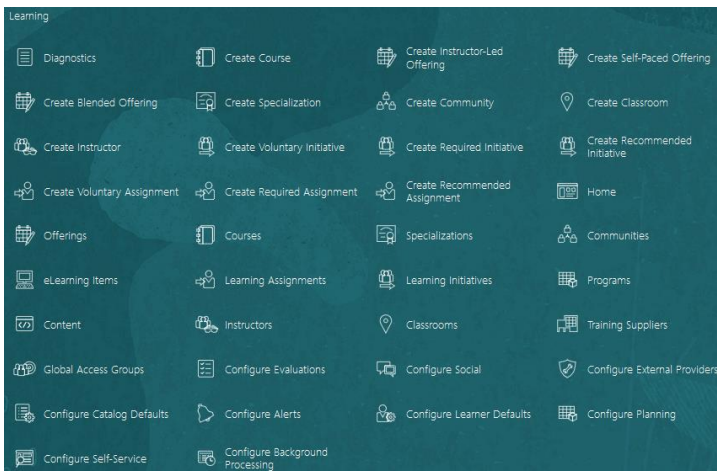 Learning
Diagnostics
Create Course
Create Instructor-Led
Offering
Create Self-Paced Offering
Create Blended Offering
Create Specialization
Create Community
Create Classroom
Create Instructor
Create Voluntary Initiative
Create Required Initiative
Create Recommended
Initiative
Create Voluntary Assignment
Create Required Assignment
Create Recommended
Assignment
Home
Offerings
Courses
Specializations
Communities
eLearning Items
Learning Assignments
Learning Initiatives
Programs
Content
Instructors
Classrooms
Training Suppliers
Global Access Groups
Configure Evaluations
Configure Social
Configure External Providers
Configure Catalog Defaults
Configure Alerts
Configure Learner Defaults
Configure Planning
Configure Self-Service
Configure Background
Processing